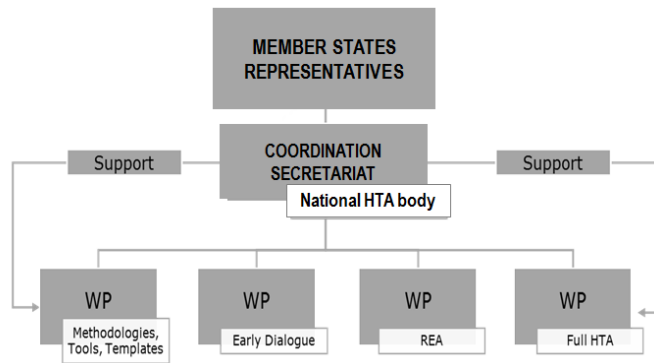 MEMBER STATES
REPRESENTATIVES
Support
COORDINATION
SECRETARIAT
Support
National HTA body
WP
Methodologies,
Tools, Templates
WP
Early Dialogue
WP
REA
WP
Full HTA